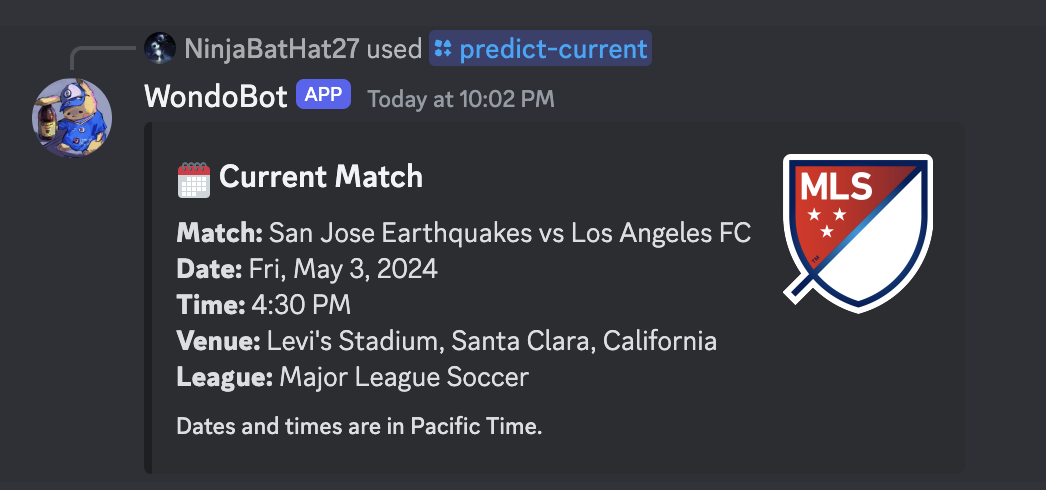 NinjaBatHat27 used predict-current
WondoBot APP Today at 10:02 PM
Current Match
MLS
Match: San Jose Earthquakes vs Los Angeles FC
Date: Fri, May 3, 2024
Time: 4:30 PM
Venue: Levi's Stadium, Santa Clara, California
League: Major League Soccer
Dates and times are in Pacific Time.